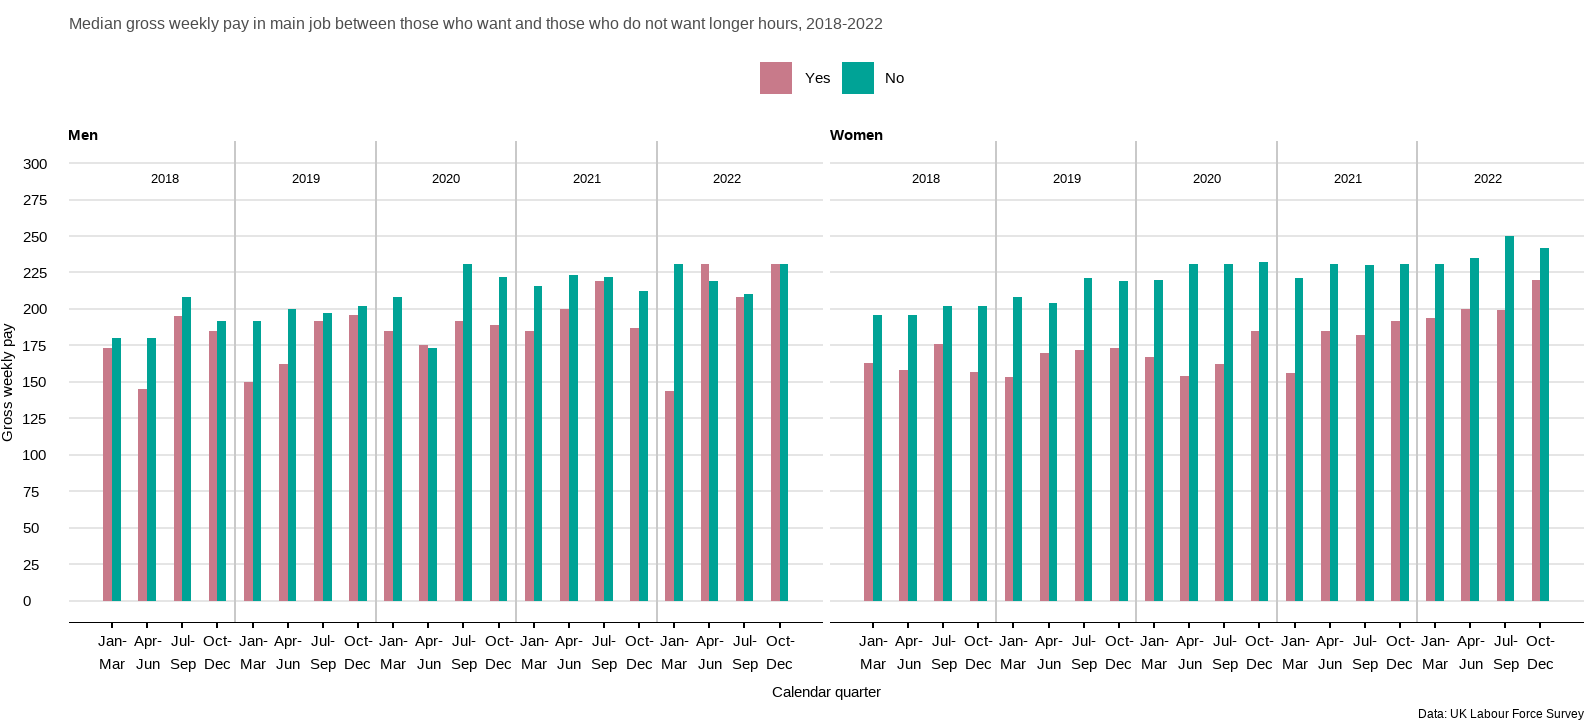 Median gross weekly pay in main job between those who want and those who do not want longer hours, 2018-2022
Yes No
Men Women
2018 2019 2020 2021 2022 2018 2019 2020 2021 2022
300
275
250
225
200
175
150
125
100
75
50
25
0
Gross weekly pay
Jan- Apr- Jul- Oct- Jan- Apr- Jul- Oct- Jan- Apr- Jul- Oct- Jan- Apr- Jul- Oct- Jan- Apr- Jul- Oct- Jan- Apr- Jul- Oct- Jan- Apr- Jul- Oct- Jan- Apr- Jul- Oct- Jan- Apr- Jul- Oct- Jan- Apr- Jul- Oct-
Mar Jun Sep Dec Mar Jun Sep Dec Mar Jun Sep Dec Mar Jun Sep Dec Mar Jun Sep Dec Mar Jun Sep Dec Mar Jun Sep Dec Mar Jun Sep Dec Mar Jun Sep Dec Mar Jun Sep Dec
Calendar quarter
Data: UK Labour Force Survey